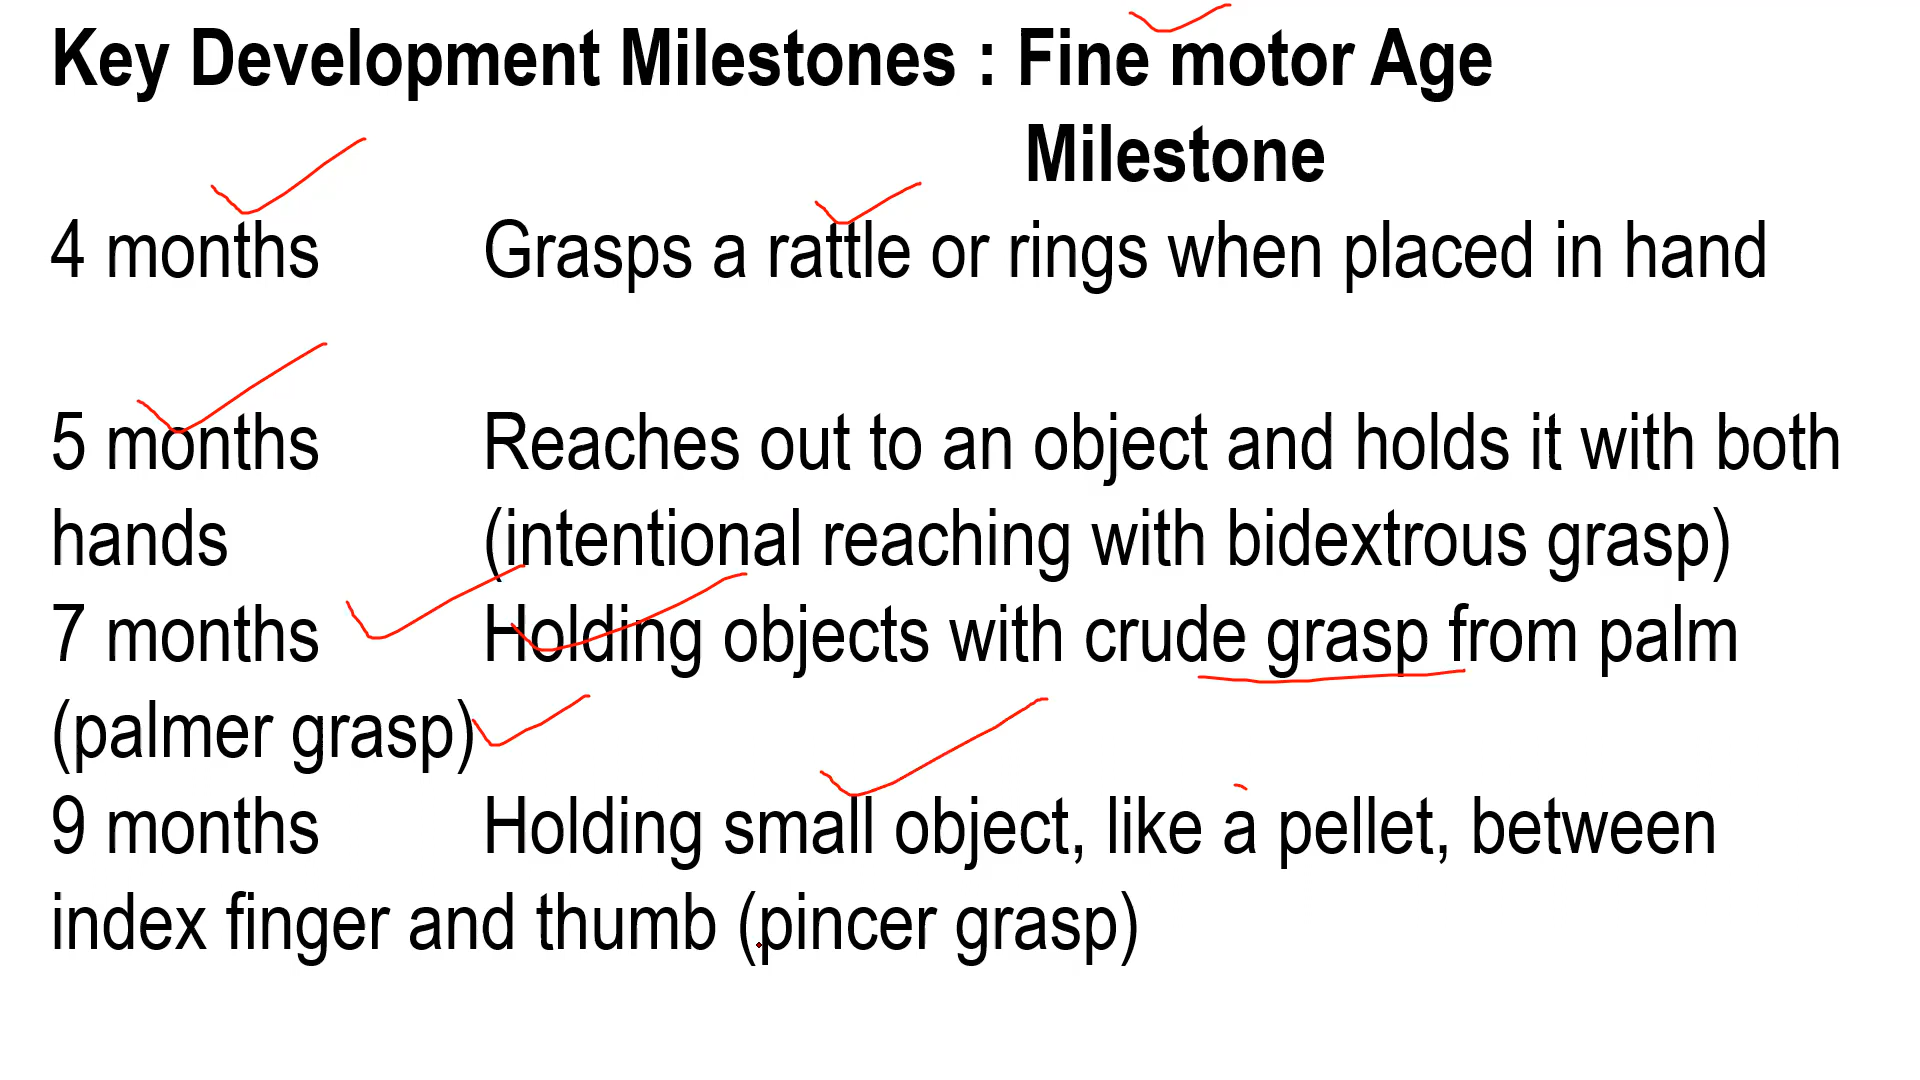 Key Development Milestones : Fine motor Age
Milestone
4 months Grasps a rattle or rings when placed in hand
5 months Reaches out to an object and holds it with both
hands (intentional reaching with bidextrous grasp)
7 months Holding objects with crude grasp from palm
(palmer grasp)
9 months Holding small object, like a pellet, between
index finger and thumb (pincer grasp)